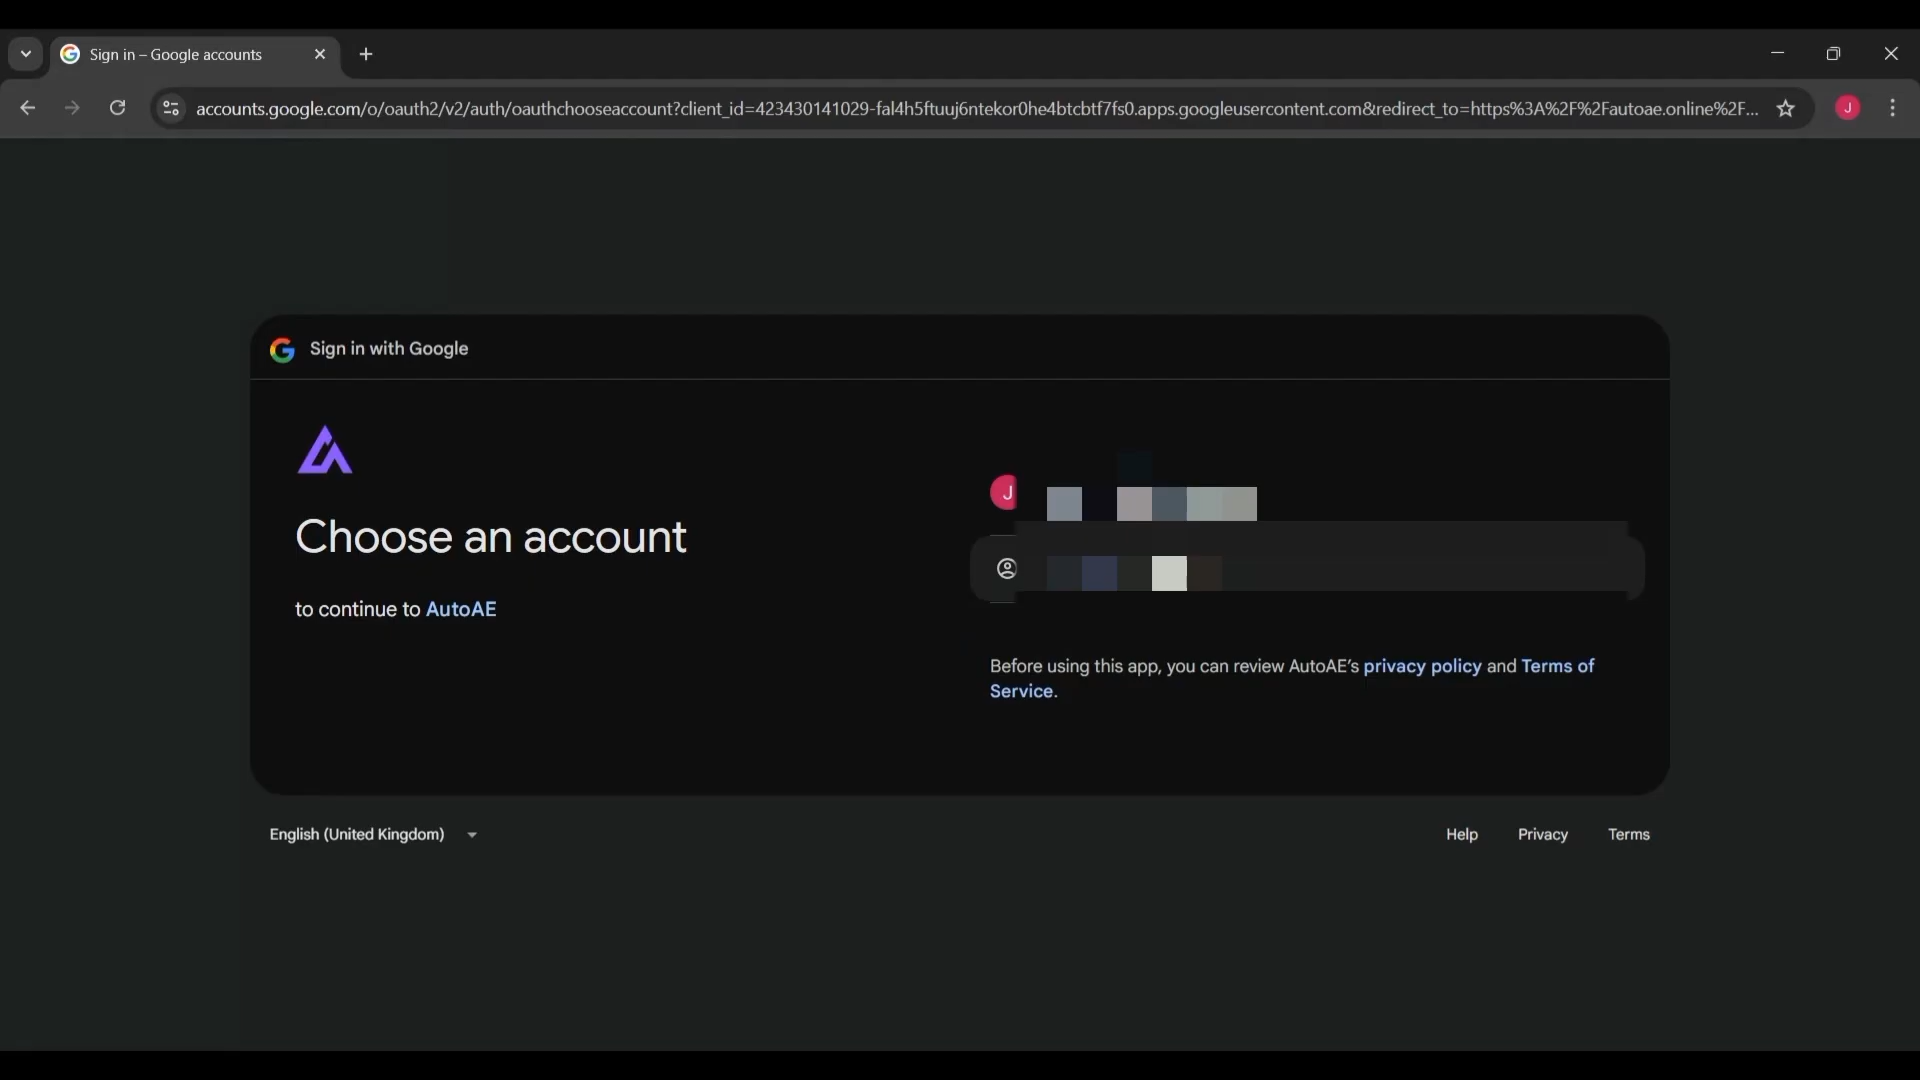 Sign in – Google accounts
accounts.google.com/o/oauth2/v2/auth/oauthchooseaccount?client_id=423430141029-fal4h5ftuuj6ntekor0he4btcbtf7fs0.apps.googleusercontent.com&redirect_to=https%3A%2F%2Fautoae.online%2F...
J
Sign in with Google
Choose an account
to continue to AutoAE
J
Before using this app, you can review AutoAE's privacy policy and Terms of
Service.
English (United Kingdom)
Help Privacy Terms